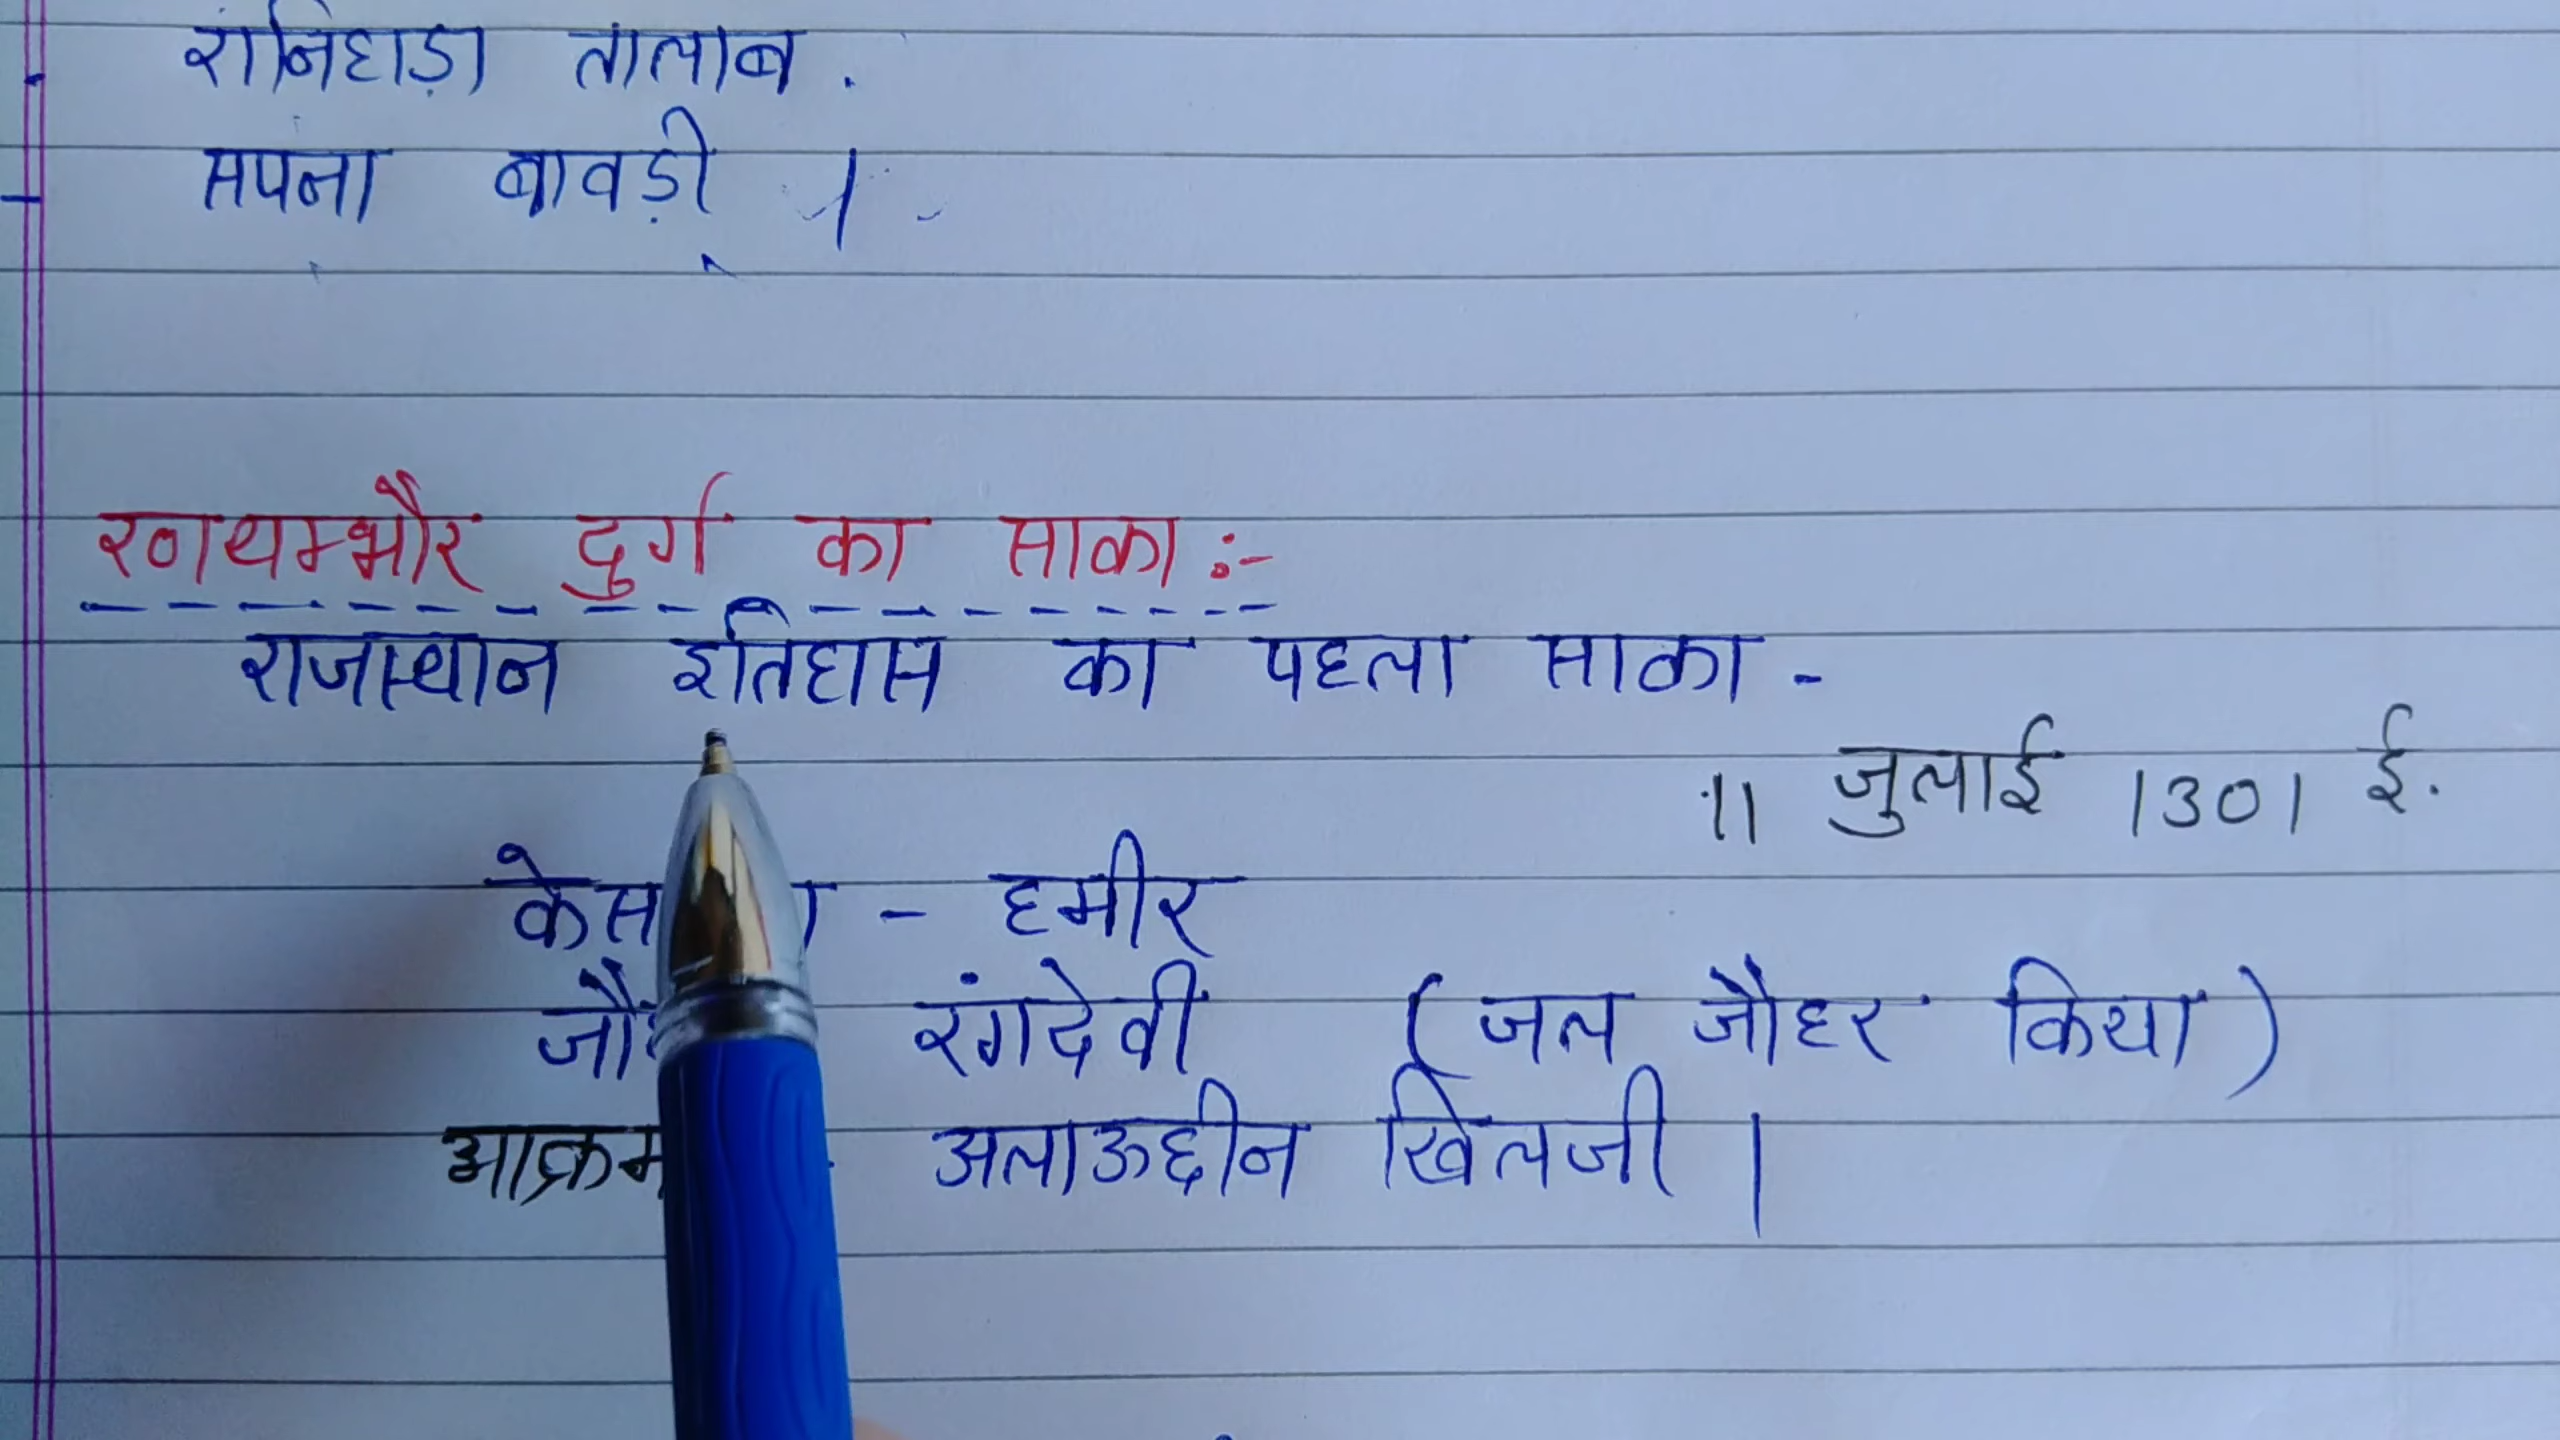 रानिहाड़ा तालाब .
सपना बावड़ी ।
रणथम्भौर दुर्ग का साका :-
राजस्थान इतिहास का पहला साका -
11 जुलाई 1301 ई.
- हमीर
रंगदेवी (जल जौहर किया)
अलाऊद्दीन खिलजी |